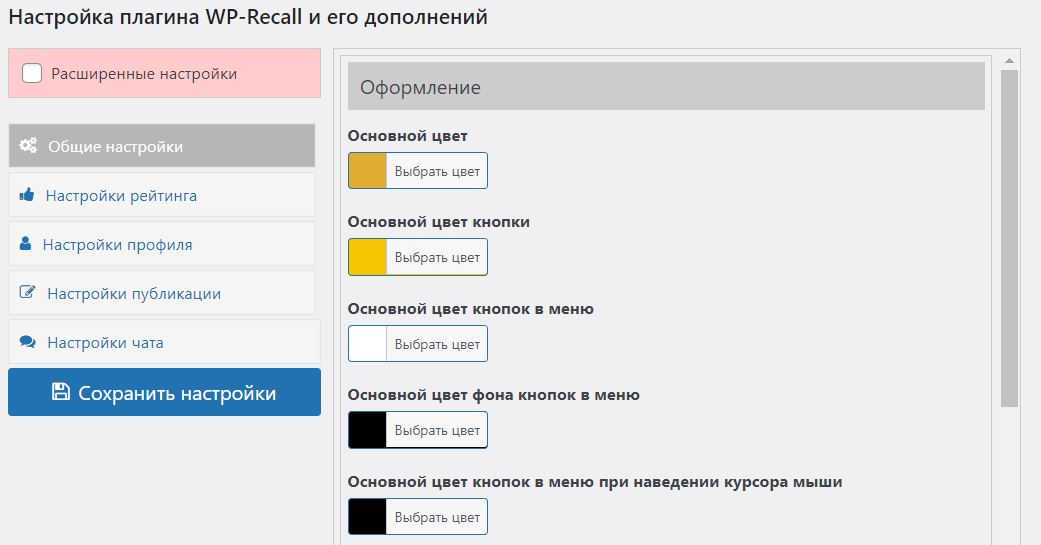 Настройка плагина WP-Recall и его дополнений
Расширенные настройки
Общие настройки
Настройки рейтинга
Настройки профиля
Настройки публикации
Настройки чата
Сохранить настройки
Оформление
Основной цвет
Выбрать цвет
Основной цвет кнопки
Выбрать цвет
Основной цвет кнопок в меню
Выбрать цвет
Основной цвет фона кнопок в меню
Выбрать цвет
Основной цвет кнопок в меню при наведении курсора мыши
Выбрать цвет